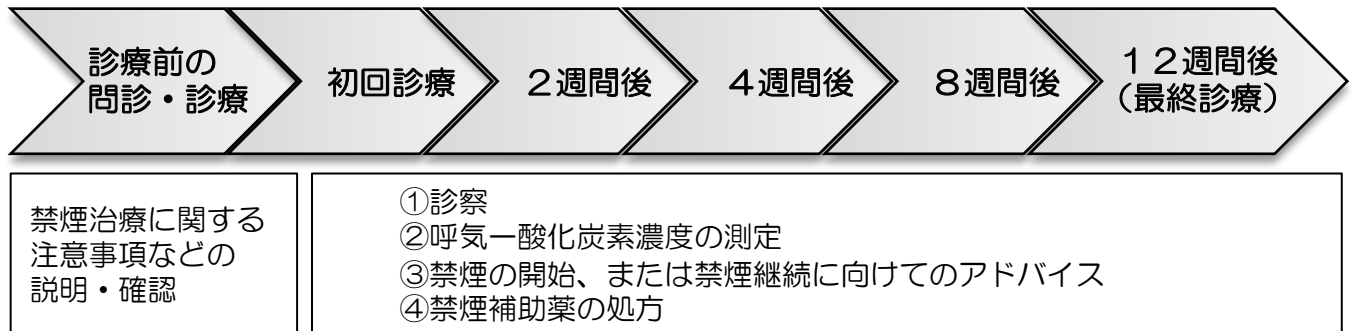 診療前の
問診・診療
初回診療
２週間後
４週間後
８週間後
１２週間後
（最終診療）
禁煙治療に関する
注意事項などの
説明・確認
①診察
②呼気一酸化炭素濃度の測定
③禁煙の開始、または禁煙継続に向けてのアドバイス
④禁煙補助薬の処方